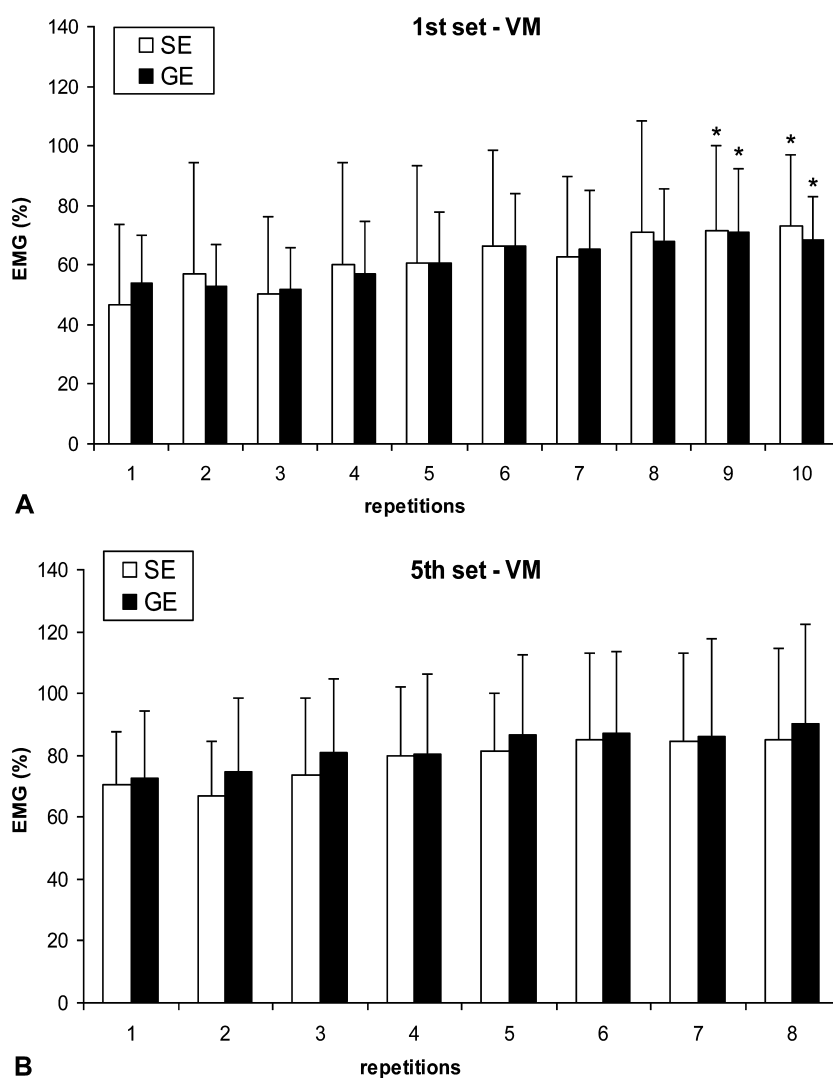 1st set - VM
SE
GE
EMG (%)
140
120
100
80
60
40
20
0
* * * *
1 2 3 4 5 6 7 8 9 10
repetitions
A
5th set - VM
SE
GE
EMG (%)
140
120
100
80
60
40
20
0
1 2 3 4 5 6 7 8
repetitions
B